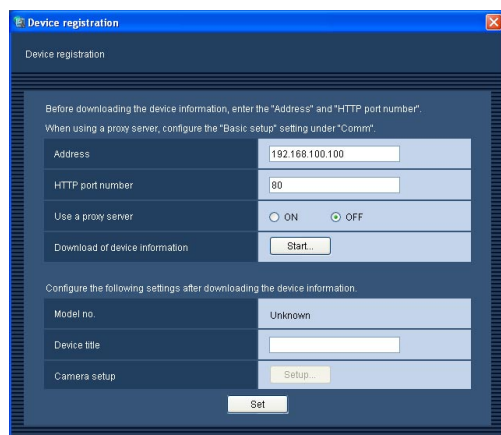 Device registration
Device registration
Before downloading the device information, enter the "Address" and "HTTP port number".
When using a proxy server, configure the "Basic setup" setting under "Comm".
Address 192.168.100.100
HTTP port number 80
Use a proxy server ON OFF
Download of device information Start...
Configure the following settings after downloading the device information.
Model no. Unknown
Device title
Camera setup Setup...
Set